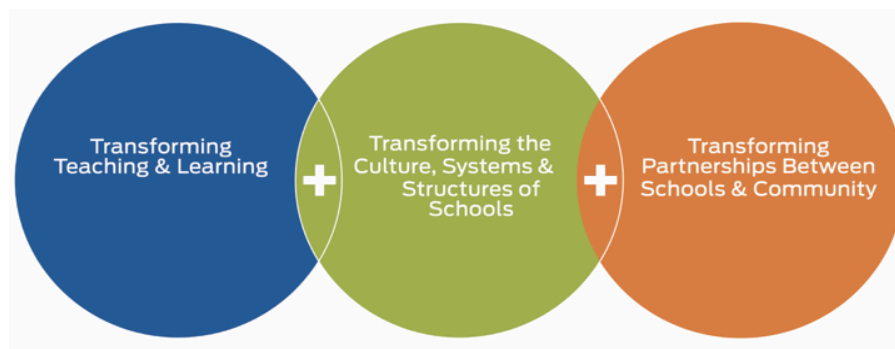 Transforming
Teaching & Learning
+
Transforming the
Culture, Systems &
Structures of
Schools
+
Transforming
Partnerships Between
Schools & Community